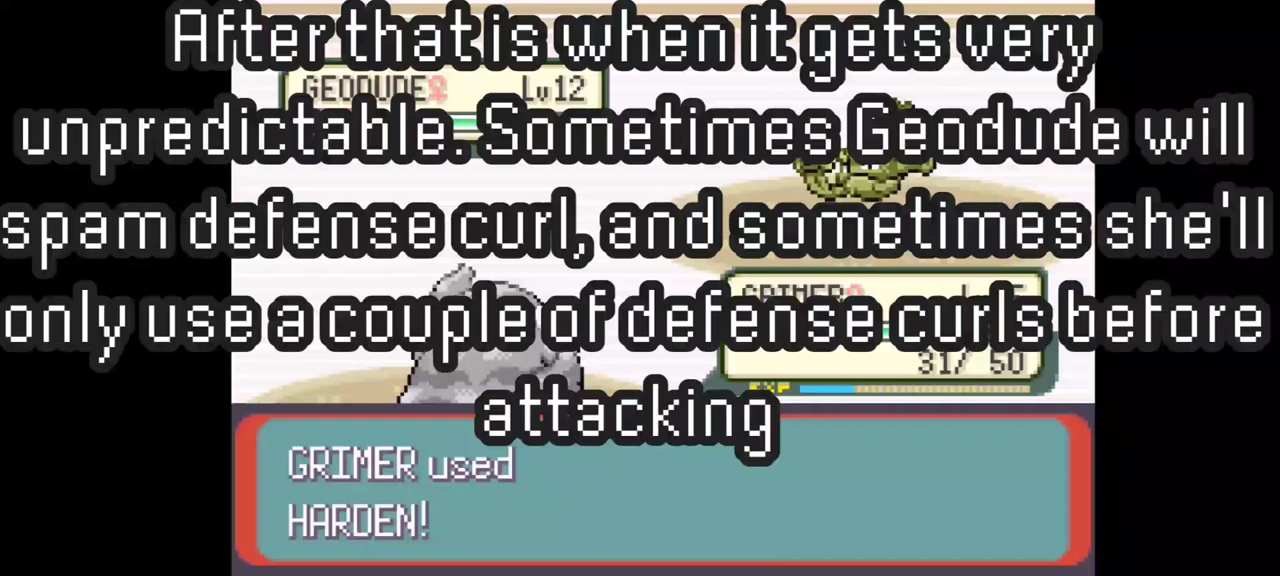 After that is when it gets very
GEODUDE♀ Lv12
unpredictable. Sometimes Geodude will
spam defense curl, and sometimes she'll
GRIMER♀
only use a couple of defense curls before
31/ 50
attacking
GRIMER used
HARDEN!